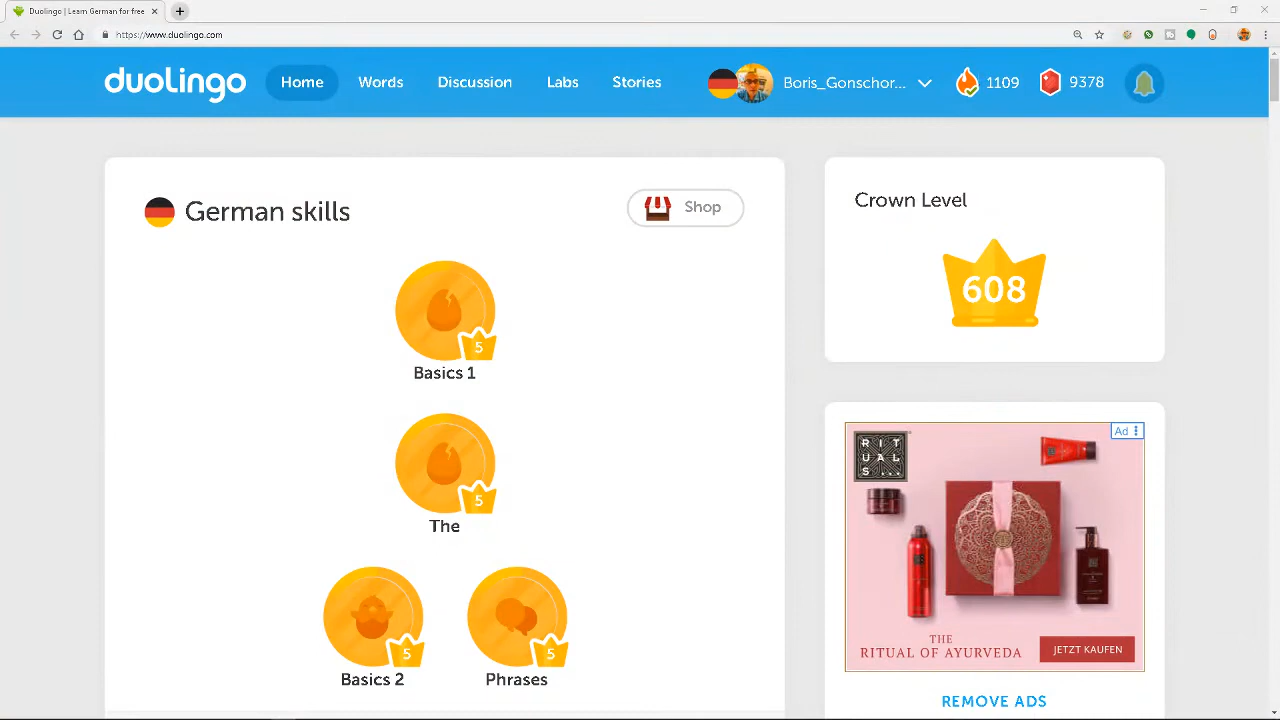 Duolingo | Learn German for free
https://www.duolingo.com
duolingo
Home
Words
Discussion
Labs
Stories
Boris_Gonschor...
1109
9378
German skills
Shop
5
Basics 1
5
The
5
Basics 2
5
Phrases
Crown Level
608
Ad
RIT
UAL
S...
THE
RITUAL OF AYURVEDA
JETZT KAUFEN
REMOVE ADS